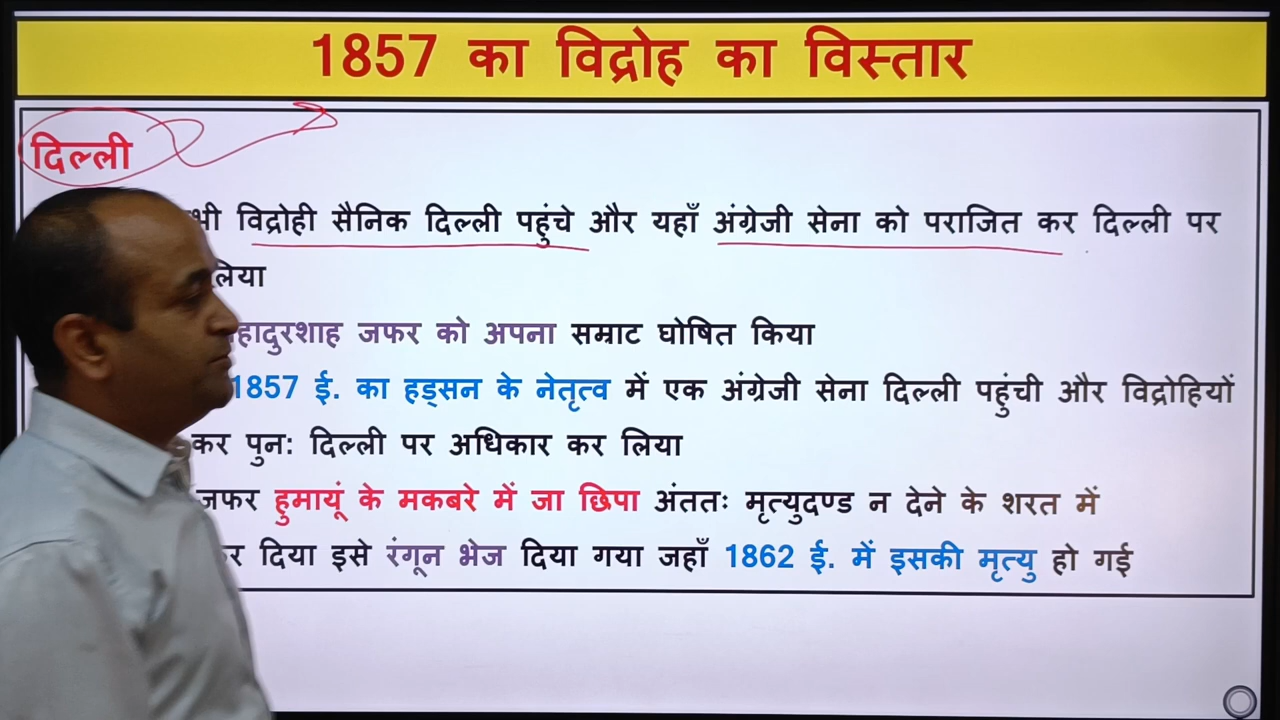 1857 का विद्रोह का विस्तार
दिल्ली
विद्रोही सैनिक दिल्ली पहुंचे और यहाँ अंग्रेजी सेना को पराजित कर दिल्ली पर
जफर को अपना सम्राट घोषित किया
1857 ई. का हड्सन के नेतृत्व में एक अंग्रेजी सेना दिल्ली पहुंची और विद्रोहियों
कर पुन: दिल्ली पर अधिकार कर लिया
जफर हुमायूं के मकबरे में जा छिपा अंततः मृत्युदण्ड न देने के शरत में
दिया इसे रंगून भेज दिया गया जहाँ 1862 ई. में इसकी मृत्यु हो गई